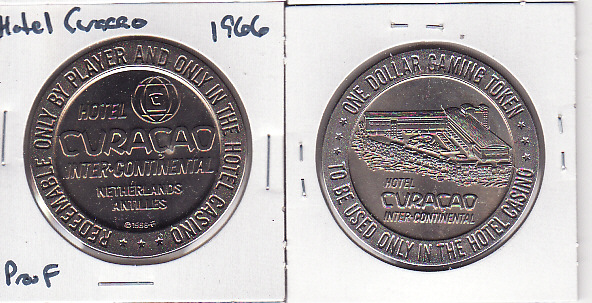 Hotel Curacao 1966
REDEEMABLE ONLY BY PLAYER AND ONLY IN THE HOTEL CASINO
C
HOTEL
CURAÇAO
INTER·CONTINENTAL
NETHERLANDS
ANTILLES
©1966-F
Proof
ONE DOLLAR GAMING TOKEN
HOTEL
CURAÇAO
INTER·CONTINENTAL
TO BE USED ONLY IN THE HOTEL CASINO